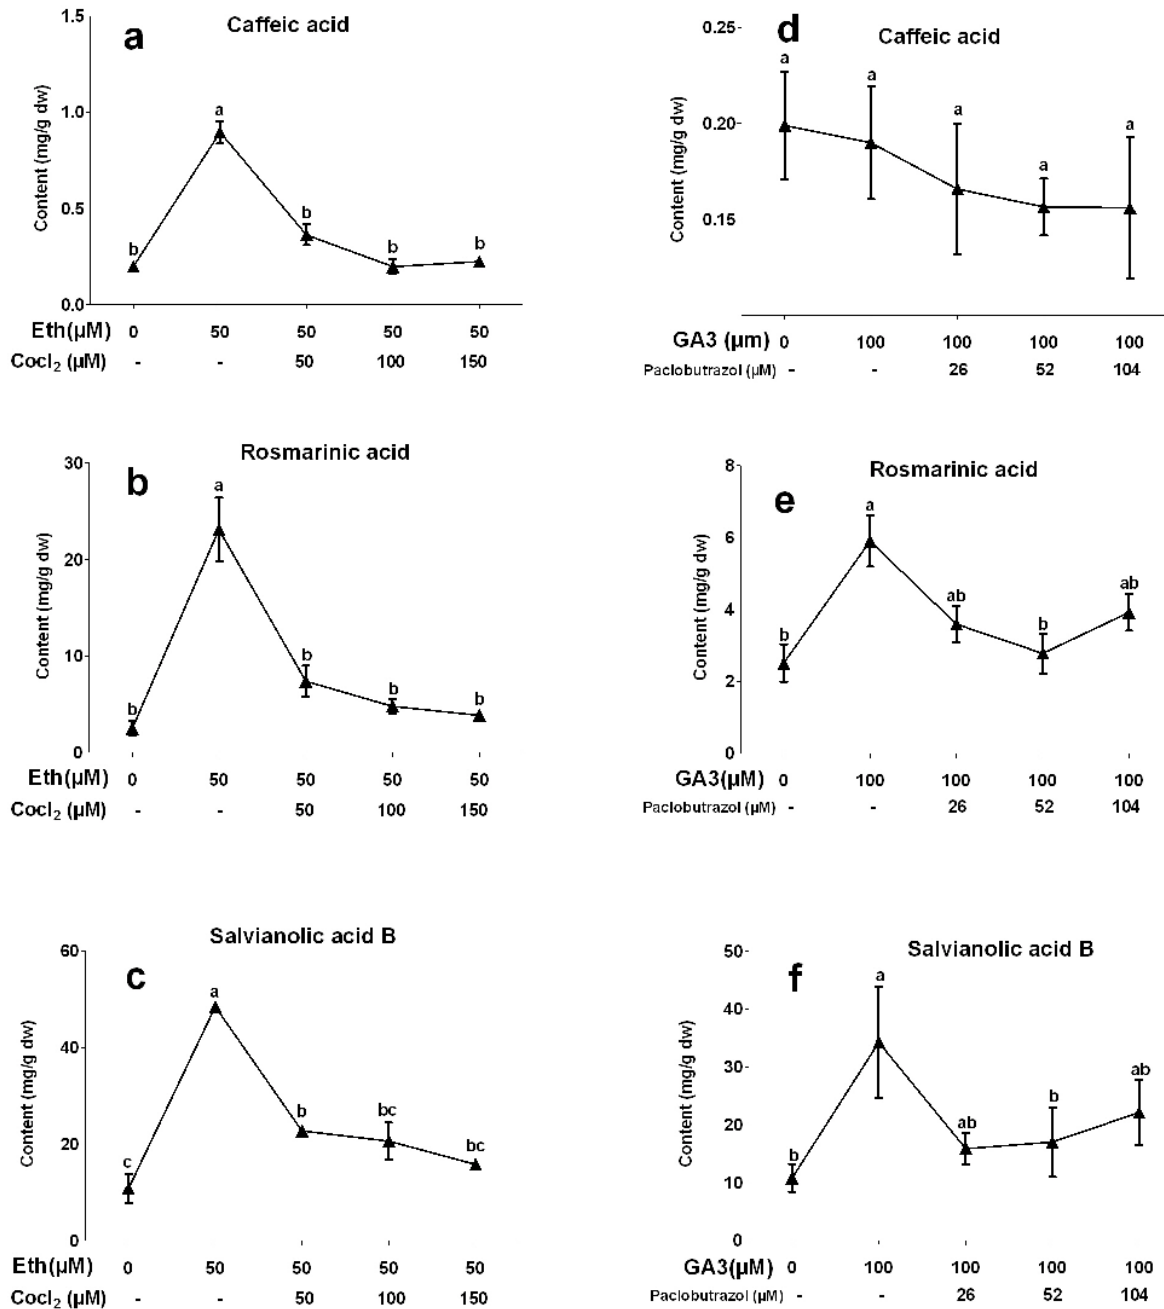 a
Caffeic acid
Content (mg/g dw)
1.5
1.0
0.5
0.0
b a b b b
Eth(µM) 0 50 50 50 50
Cocl₂ (µM) - - 50 100 150
d
Caffeic acid
Content (mg/g dw)
0.25
0.20
0.15
a a a a a
GA3 (µm) 0 100 100 100 100
Paclobutrazol (µM) - - 26 52 104
b
Rosmarinic acid
Content (mg/g dw)
30
20
10
0
b a b b b
Eth(µM) 0 50 50 50 50
Cocl₂ (µM) - - 50 100 150
e
Rosmarinic acid
Content (mg/g dw)
8
6
4
2
0
b a ab b ab
GA3(µM) 0 100 100 100 100
Paclobutrazol (µM) - - 26 52 104
c
Salvianolic acid B
Content (mg/g dw)
60
40
20
0
c a b bc bc
Eth(µM) 0 50 50 50 50
Cocl₂ (µM) - - 50 100 150
f
Salvianolic acid B
Content (mg/g dw)
50
40
30
20
10
0
b a ab b ab
GA3(µM) 0 100 100 100 100
Paclobutrazol (µM) - - 26 52 104